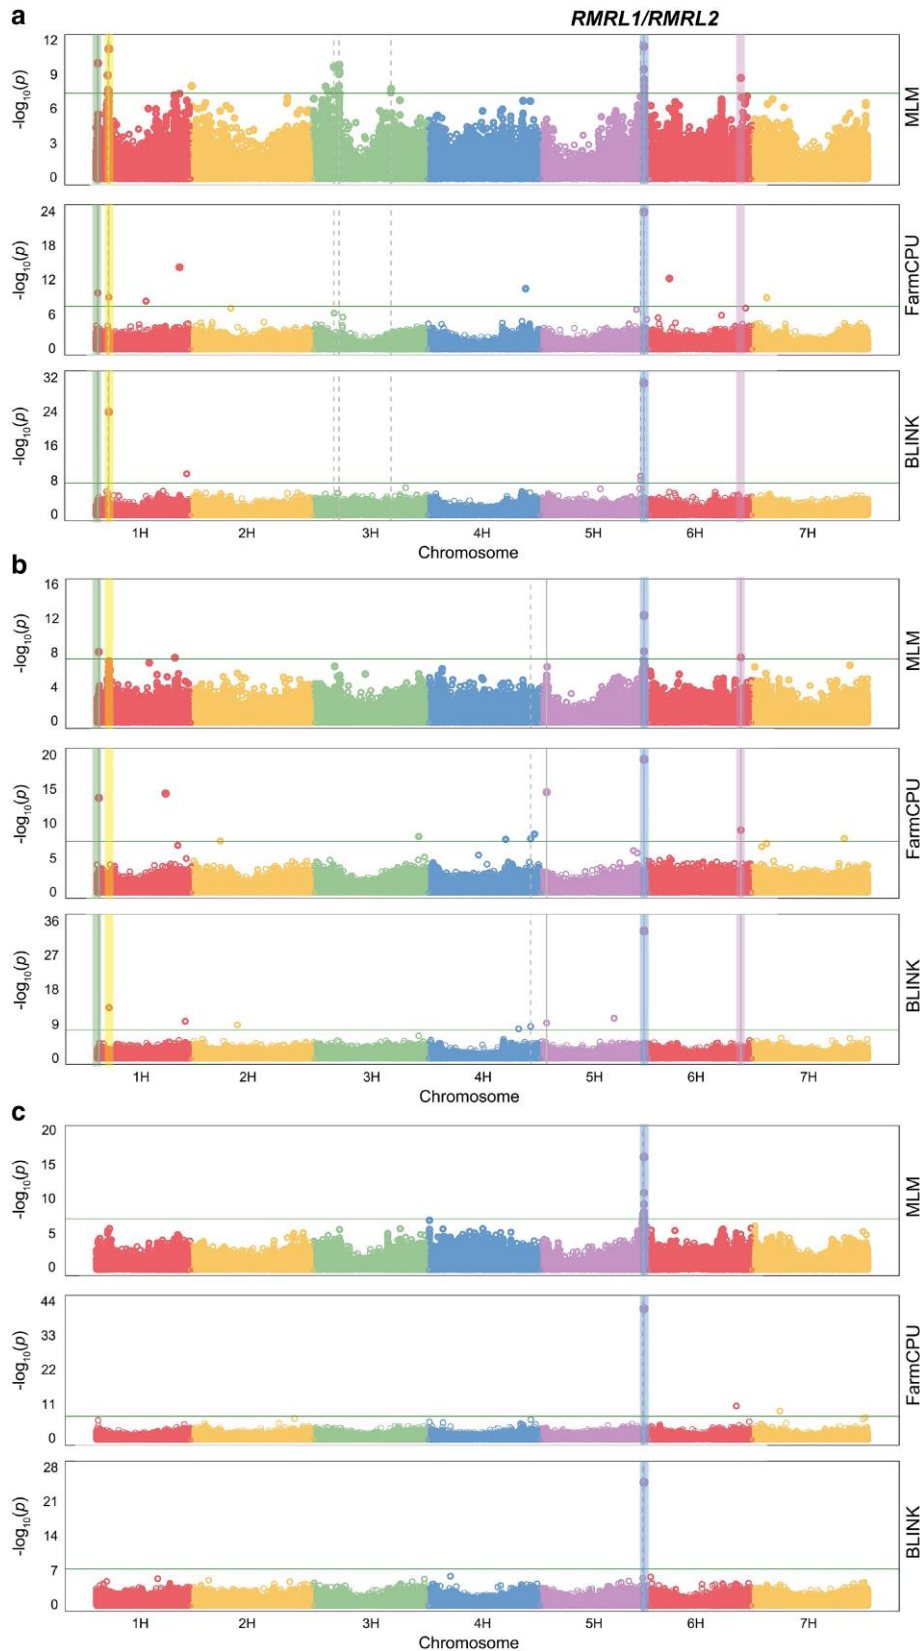 a
RMRL1/RMRL2
12
9
6
3
0
-log10(p)
MLM
24
18
12
6
0
-log10(p)
FarmCPU
32
24
16
8
0
-log10(p)
BLINK
1H 2H 3H 4H 5H 6H 7H
Chromosome
b
16
12
8
4
0
-log10(p)
MLM
20
15
10
5
0
-log10(p)
FarmCPU
36
27
18
9
0
-log10(p)
BLINK
1H 2H 3H 4H 5H 6H 7H
Chromosome
c
20
15
10
5
0
-log10(p)
MLM
44
33
22
11
0
-log10(p)
FarmCPU
28
21
14
7
0
-log10(p)
BLINK
1H 2H 3H 4H 5H 6H 7H
Chromosome